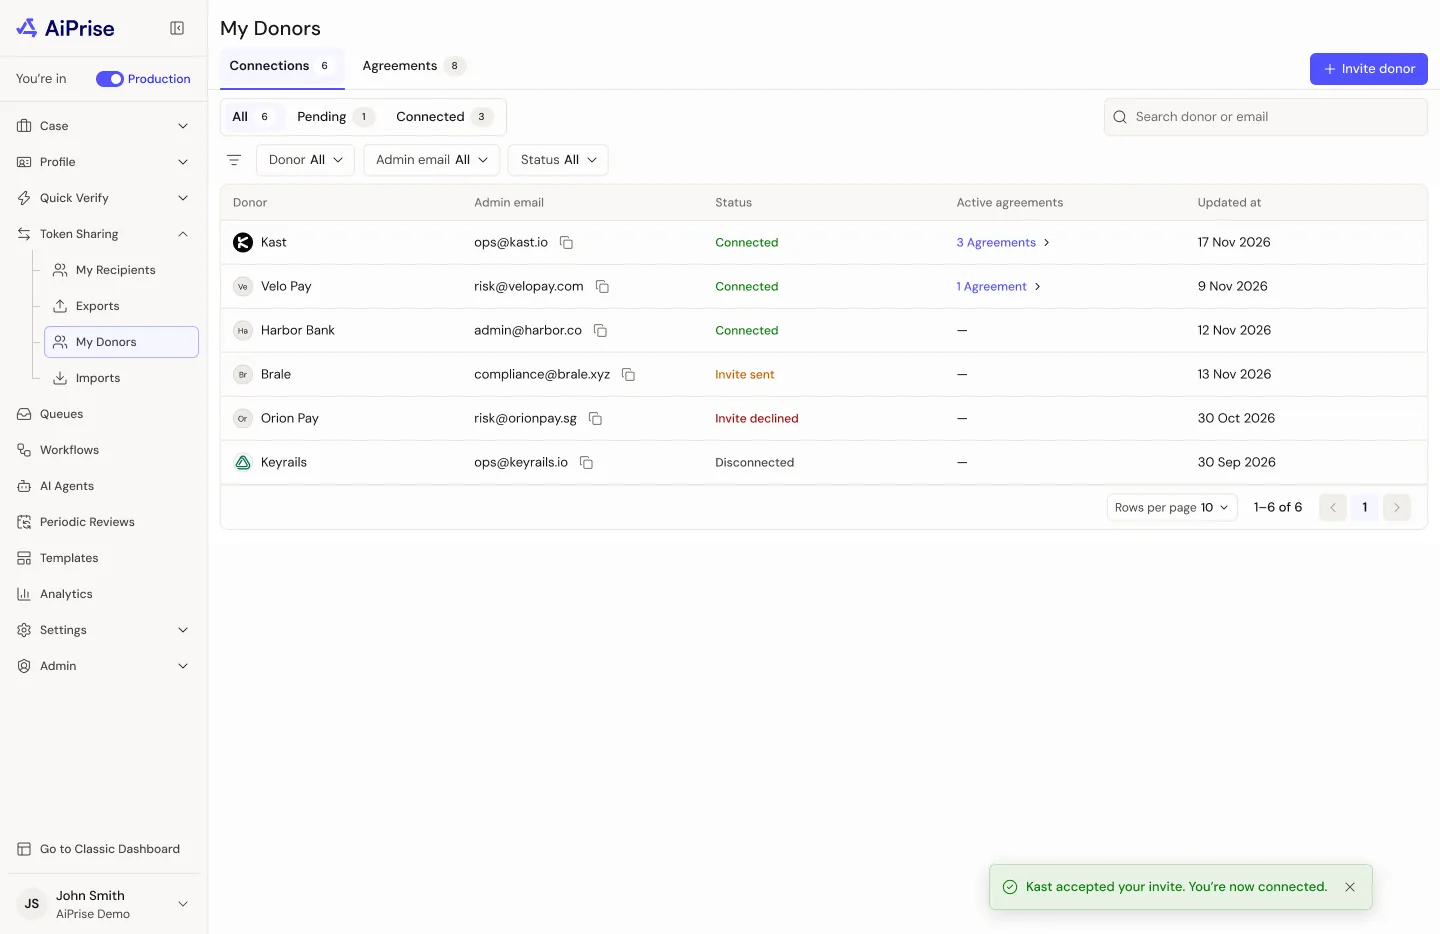 AiPrise
You're in
Production
Case
Profile
Quick Verify
Token Sharing
My Recipients
Exports
My Donors
Imports
Queues
Workflows
AI Agents
Periodic Reviews
Templates
Analytics
Settings
Admin
Go to Classic Dashboard
JS
John Smith
AiPrise Demo
My Donors
Connections 6
Agreements 8
+ Invite donor
All 6
Pending 1
Connected 3
Search donor or email
Donor All
Admin email All
Status All
Donor Admin email Status Active agreements Updated at
Kast ops@kast.io Connected 3 Agreements 17 Nov 2026
Ve Velo Pay risk@velopay.com Connected 1 Agreement 9 Nov 2026
Ha Harbor Bank admin@harbor.co Connected — 12 Nov 2026
Br Brale compliance@brale.xyz Invite sent — 13 Nov 2026
Or Orion Pay risk@orionpay.sg Invite declined — 30 Oct 2026
Keyrails ops@keyrails.io Disconnected — 30 Sep 2026
Rows per page 10 1–6 of 6 1
Kast accepted your invite. You're now connected.